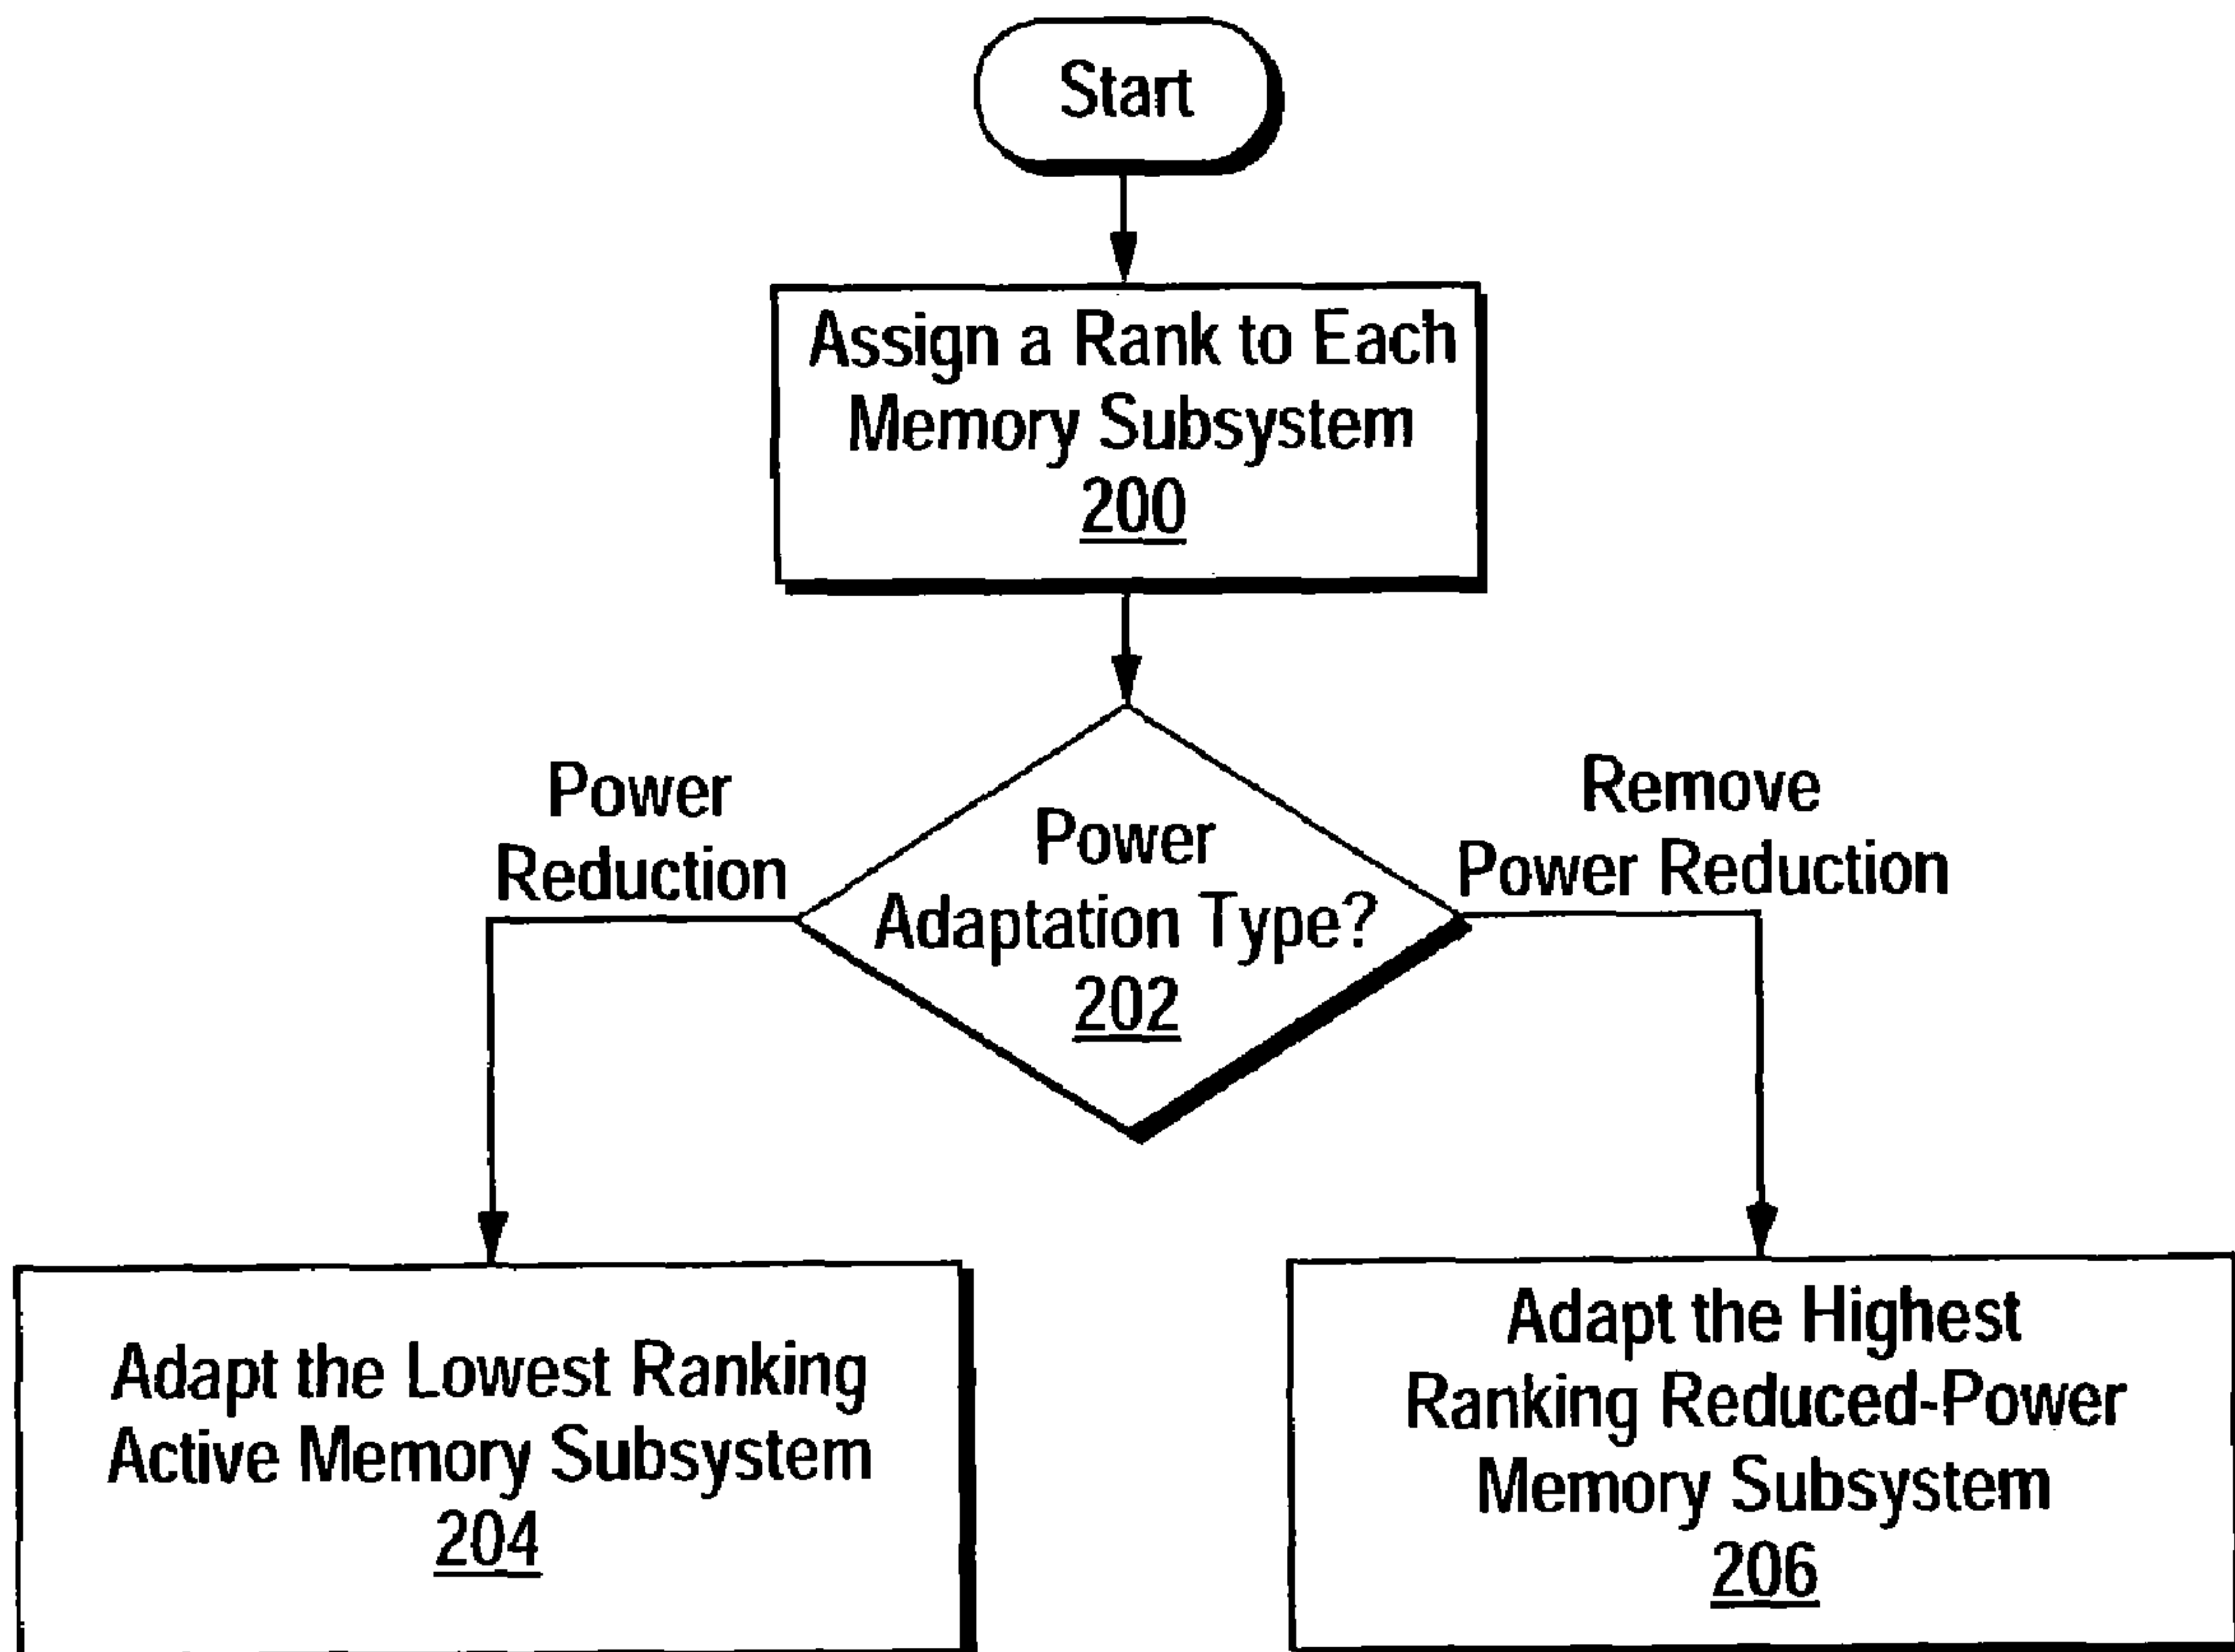 Start
Assign a Rank to Each
Memory Subsystem
200
Power
Reduction
Power
Adaptation Type?
202
Remove
Power Reduction
Adapt the Lowest Ranking
Active Memory Subsystem
204
Adapt the Highest
Ranking Reduced-Power
Memory Subsystem
206